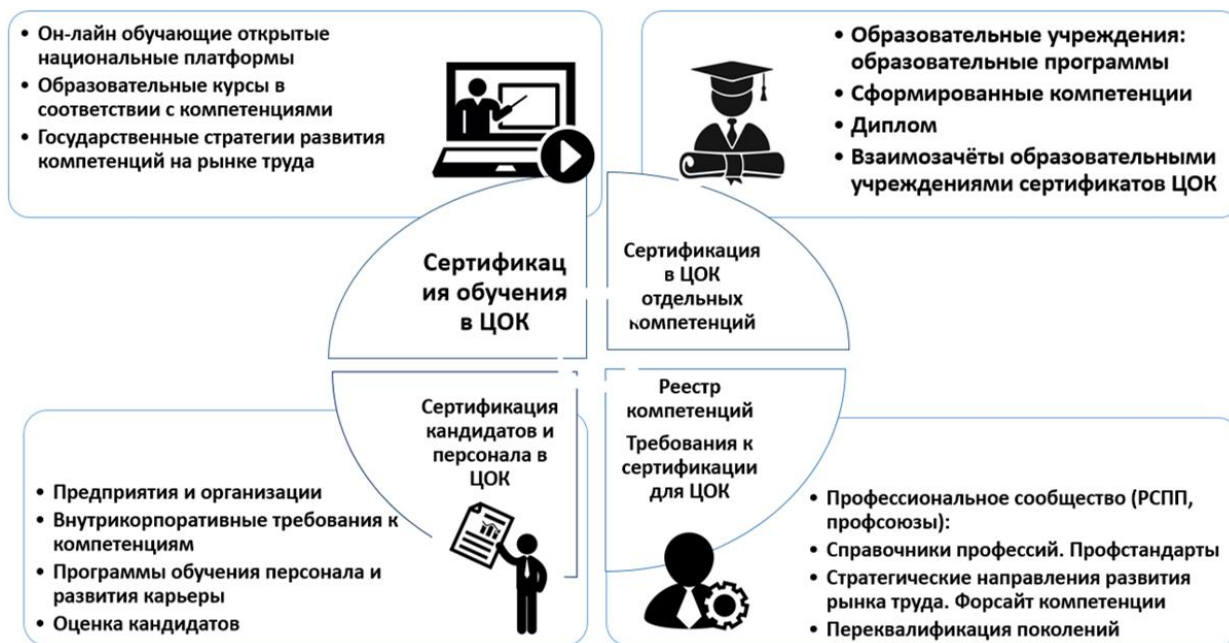 • Он-лайн обучающие открытые
национальные платформы
• Образовательные курсы в
соответствии с компетенциями
• Государственные стратегии развития
компетенций на рынке труда
• Образовательные учреждения:
образовательные программы
• Сформированные компетенции
• Диплом
• Взаимозачёты образовательными
учреждениями сертификатов ЦОК
Сертификац
ия обучения
в ЦОК
Сертификация
в ЦОК
отдельных
компетенций
Сертификация
кандидатов и
персонала в
ЦОК
Реестр
компетенций
Требования к
сертификации
для ЦОК
• Предприятия и организации
• Внутрикорпоративные требования к
компетенциям
• Программы обучения персонала и
развития карьеры
• Оценка кандидатов
• Профессиональное сообщество (РСПП,
профсоюзы):
• Справочники профессий. Профстандарты
• Стратегические направления развития
рынка труда. Форсайт компетенции
• Переквалификация поколений